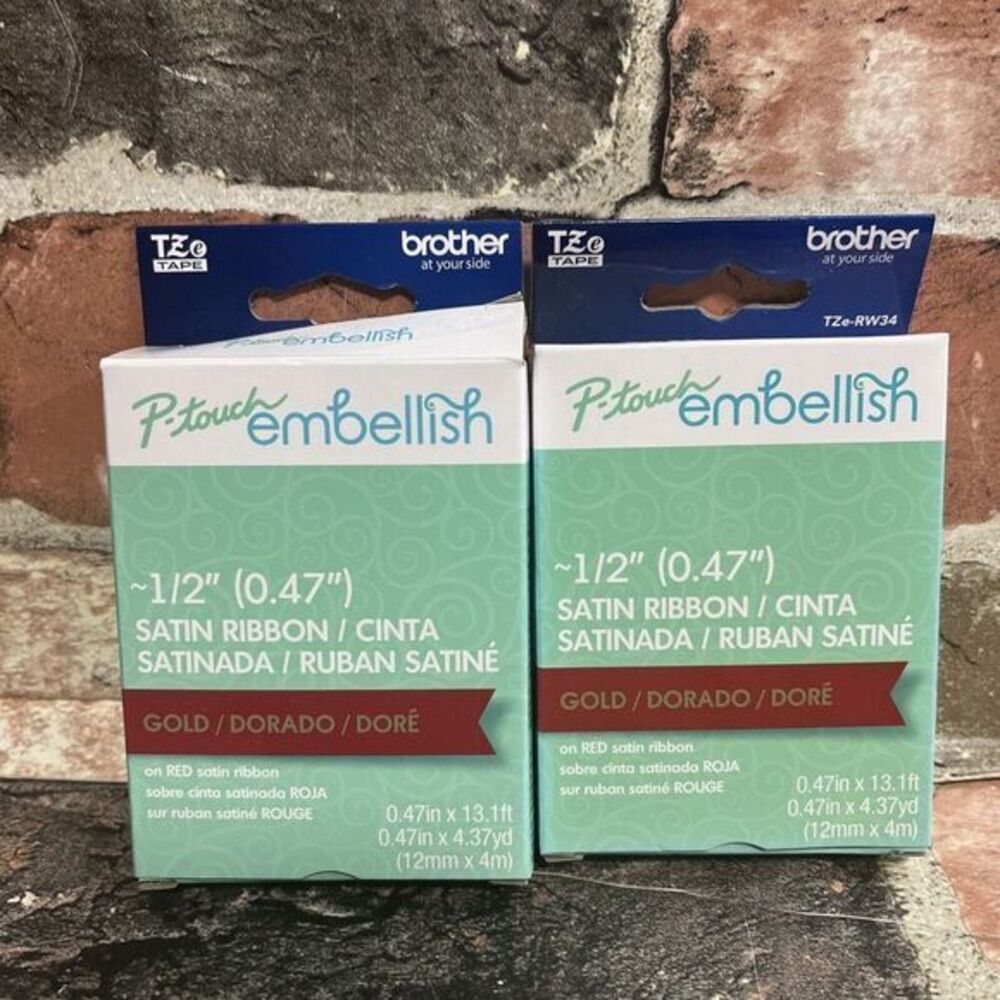 TZe
TAPE
brother
at your side
embellish
P-touch embellish
~1/2" (0.47")
SATIN RIBBON / CINTA
SATINADA / RUBAN SATINÉ
GOLD / DORADO / DORÉ
on RED satin ribbon
sobre cinta satinada ROJA
sur ruban satiné ROUGE
0.47in x 13.1ft
0.47in x 4.37yd
(12mm x 4m)
TZe
TAPE
brother
at your side
TZe-RW34
P-touch embellish
~1/2" (0.47")
SATIN RIBBON / CINTA
SATINADA / RUBAN SATINÉ
GOLD / DORADO / DORÉ
on RED satin ribbon
sobre cinta satinada ROJA
sur ruban satiné ROUGE
0.47in x 13.1ft
0.47in x 4.37yd
(12mm x 4m)